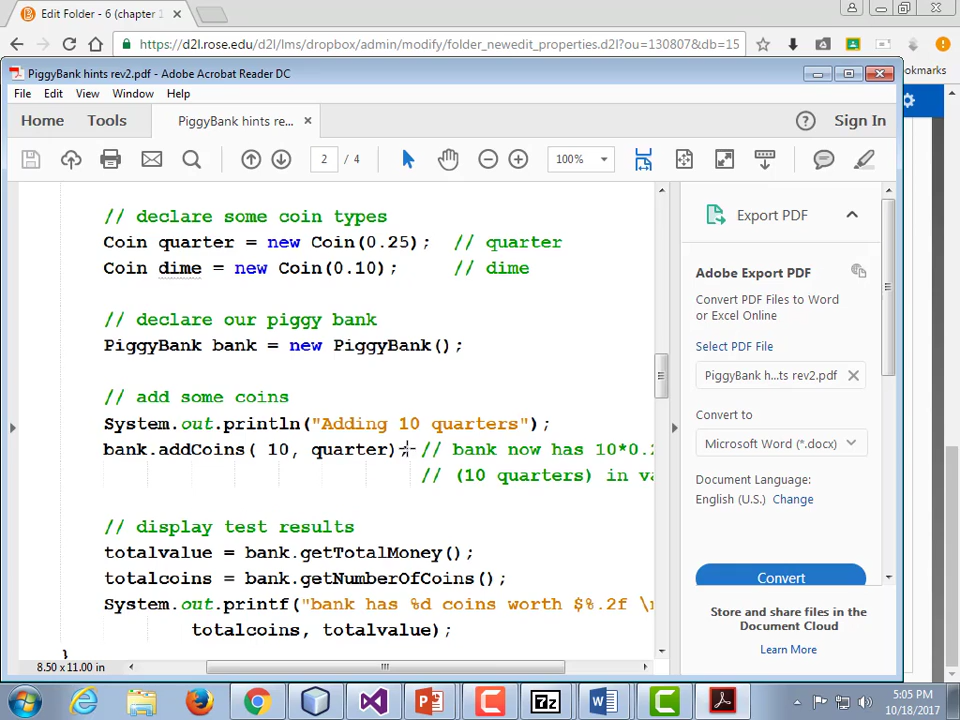 Edit Folder - 6 (chapter 1
https://d2l.rose.edu/d2l/lms/dropbox/admin/modify/folder_newedit_properties.d2l?ou=130807&db=15
okmarks
PiggyBank hints rev2.pdf - Adobe Acrobat Reader DC
File Edit View Window Help
Home Tools PiggyBank hints re... × ? Sign In
2 / 4 100%
// declare some coin types
Coin quarter = new Coin(0.25); // quarter
Coin dime = new Coin(0.10); // dime
// declare our piggy bank
PiggyBank bank = new PiggyBank();
// add some coins
System.out.println("Adding 10 quarters");
bank.addCoins( 10, quarter); // bank now has 10*0.2
// (10 quarters) in va
// display test results
totalvalue = bank.getTotalMoney();
totalcoins = bank.getNumberOfCoins();
System.out.printf("bank has %d coins worth $%.2f \
totalcoins, totalvalue);
}
8.50 x 11.00 in
Export PDF
Adobe Export PDF
Convert PDF Files to Word
or Excel Online
Select PDF File
PiggyBank h...ts rev2.pdf
Convert to
Microsoft Word (*.docx)
Document Language:
English (U.S.) Change
Convert
Store and share files in the
Document Cloud
Learn More
7z
5:05 PM
10/18/2017